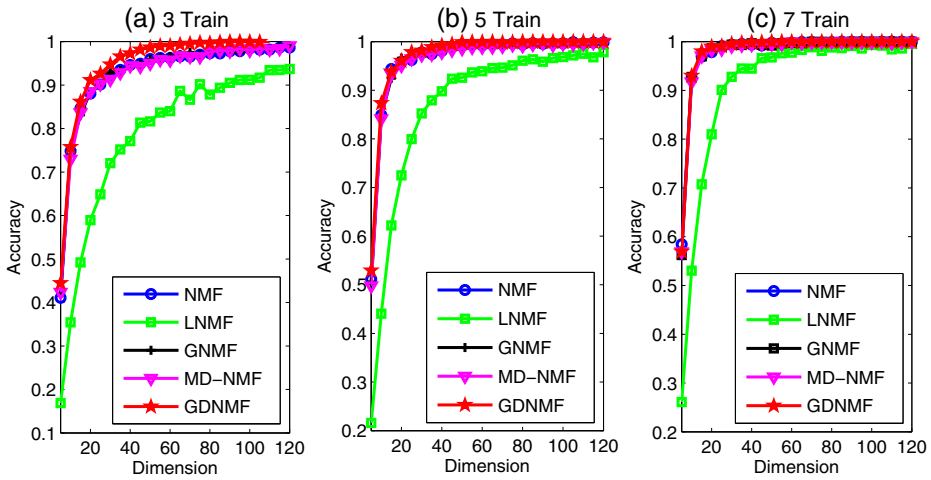 (a) 3 Train
Accuracy
1
0.9
0.8
0.7
0.6
0.5
0.4
0.3
0.2
0.1
20 40 60 80 100 120
Dimension
NMF
LNMF
GNMF
MD-NMF
GDNMF
(b) 5 Train
Accuracy
1
0.9
0.8
0.7
0.6
0.5
0.4
0.3
0.2
20 40 60 80 100 120
Dimension
NMF
LNMF
GNMF
MD-NMF
GDNMF
(c) 7 Train
Accuracy
1
0.9
0.8
0.7
0.6
0.5
0.4
0.3
0.2
20 40 60 80 100 120
Dimension
NMF
LNMF
GNMF
MD-NMF
GDNMF